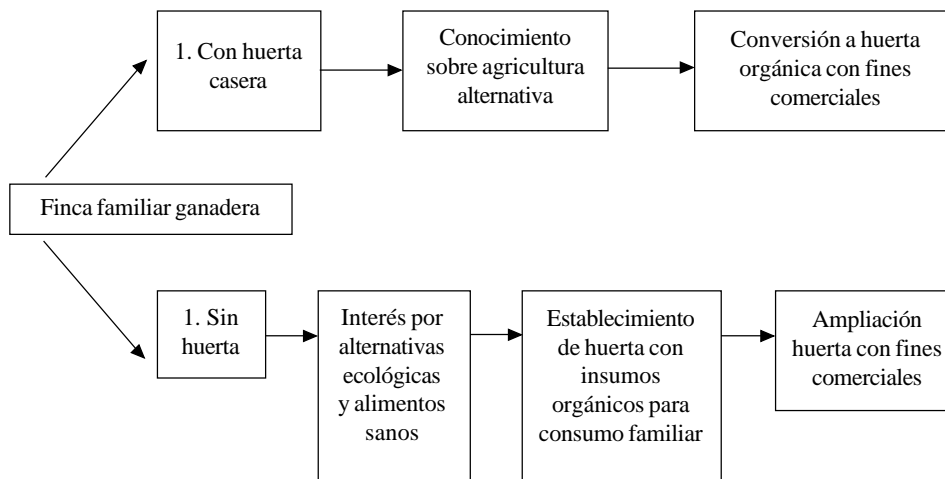 1. Con huerta
casera
Conocimiento
sobre agricultura
alternativa
Conversión a huerta
orgánica con fines
comerciales
Finca familiar ganadera
1. Sin
huerta
Interés por
alternativas
ecológicas
y alimentos
sanos
Establecimiento
de huerta con
insumos
orgánicos para
consumo familiar
Ampliación
huerta con fines
comerciales